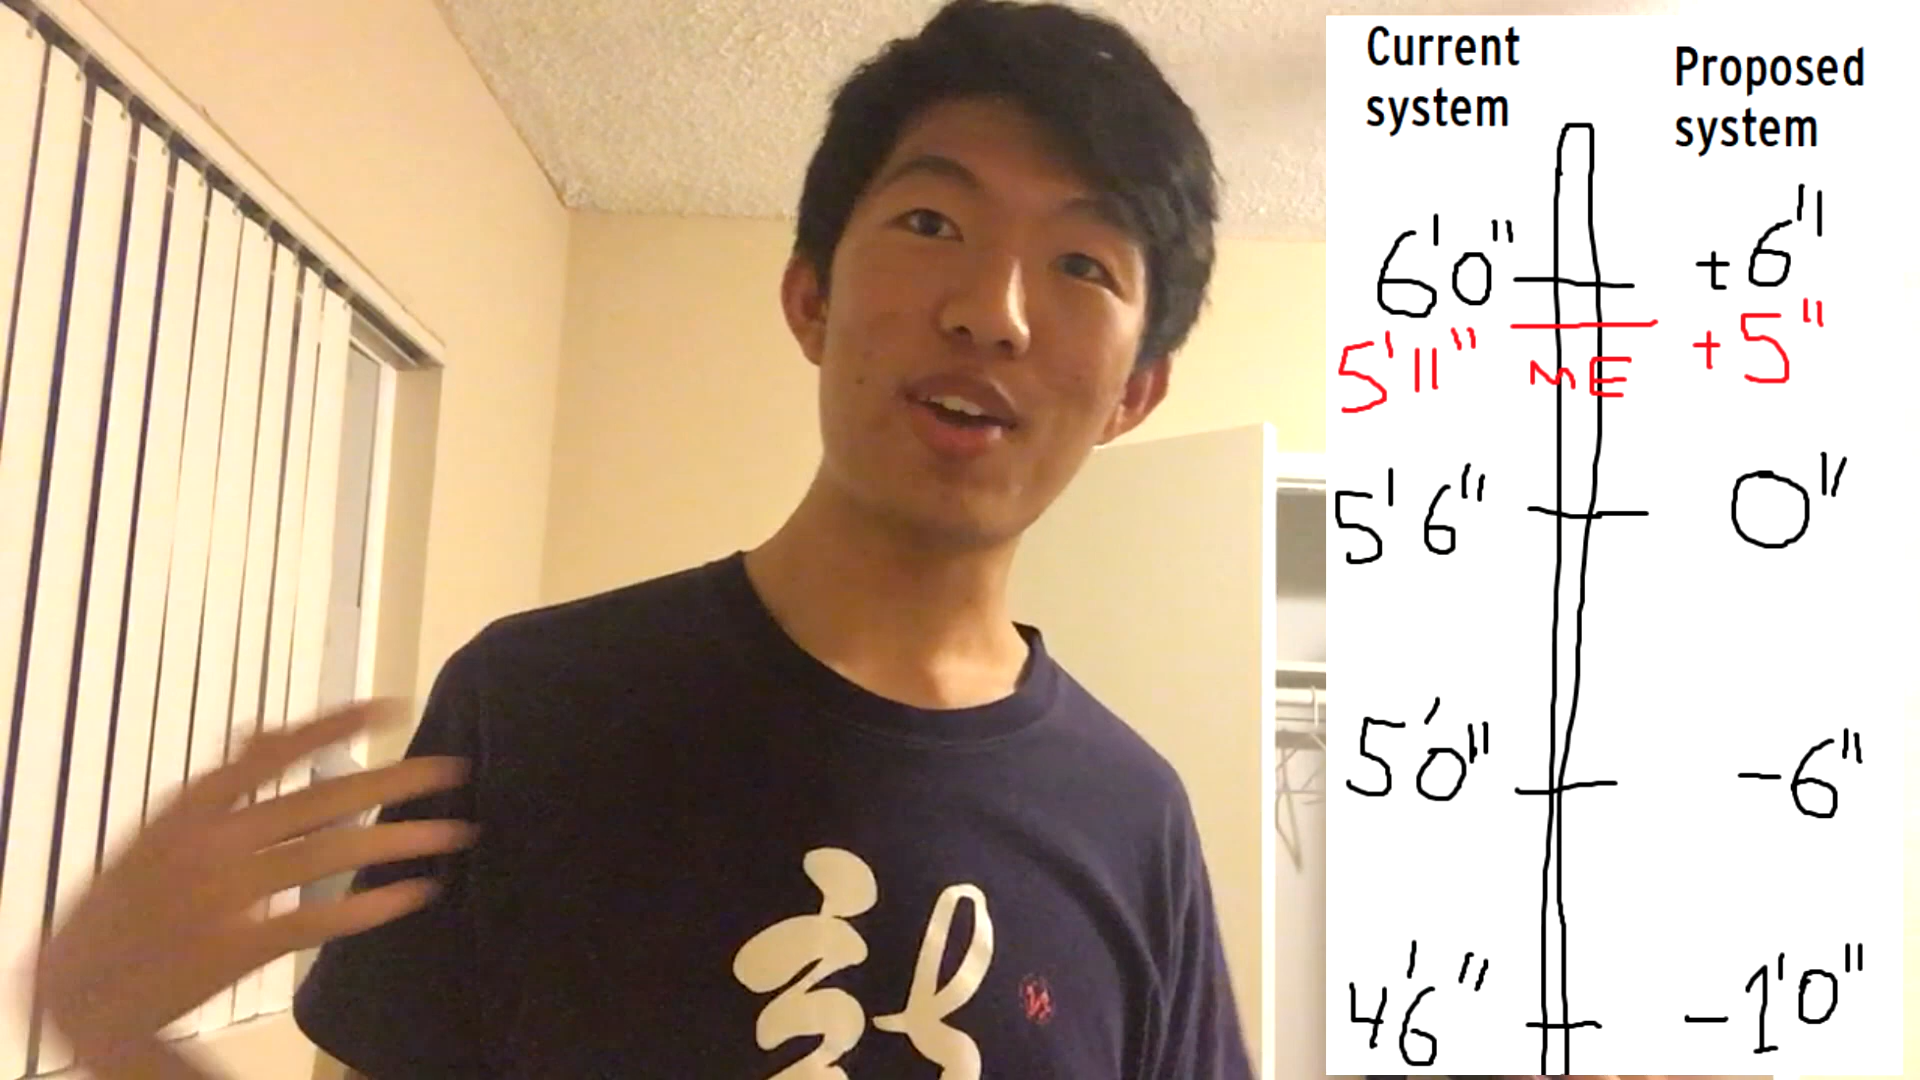 Current
system
Proposed
system
6'0" +6"
5'11" ME +5"
5'6" 0"
5'0" -6"
4'6" -1'0"